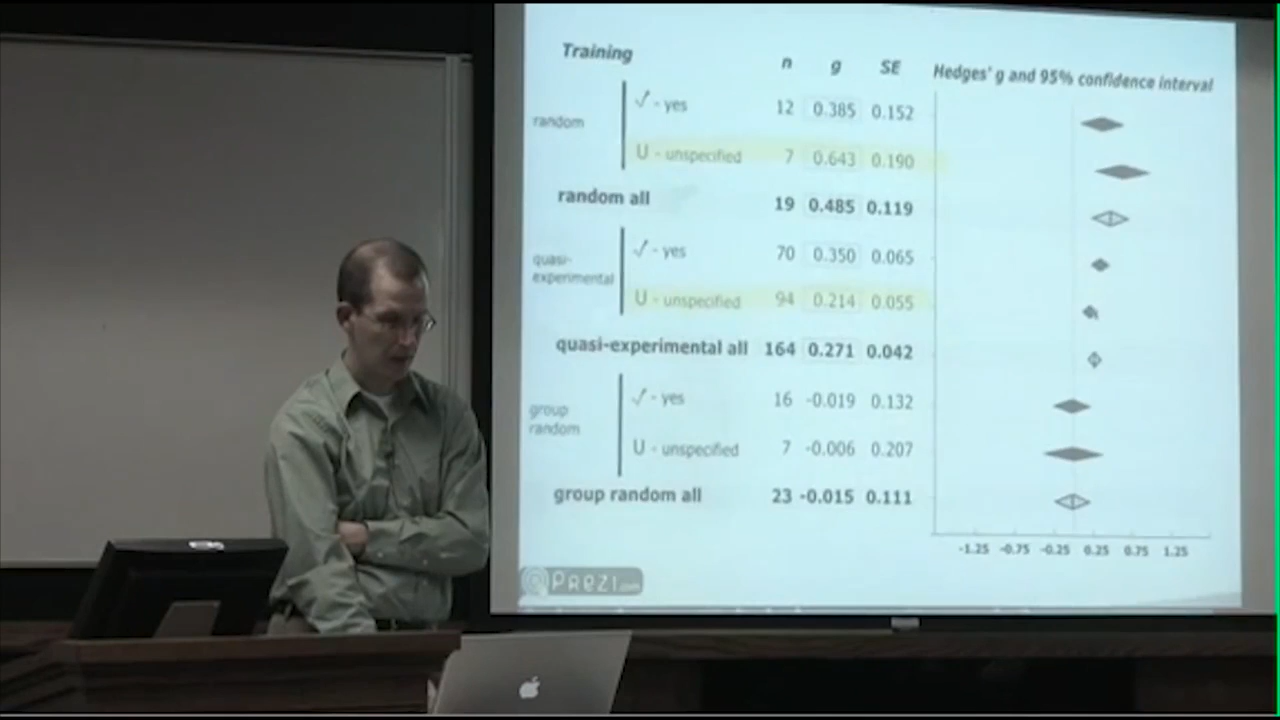 Training n g SE Hedges' g and 95% confidence interval
√ - yes 12 0.385 0.152
random
U - unspecified 7 0.643 0.190
random all 19 0.485 0.119
√ - yes 70 0.350 0.065
quasi-
experimental
U - unspecified 94 0.214 0.055
quasi-experimental all 164 0.271 0.042
√ - yes 16 -0.019 0.132
group
random
U - unspecified 7 -0.006 0.207
group random all 23 -0.015 0.111
-1.25 -0.75 -0.25 0.25 0.75 1.25
PREZI.com